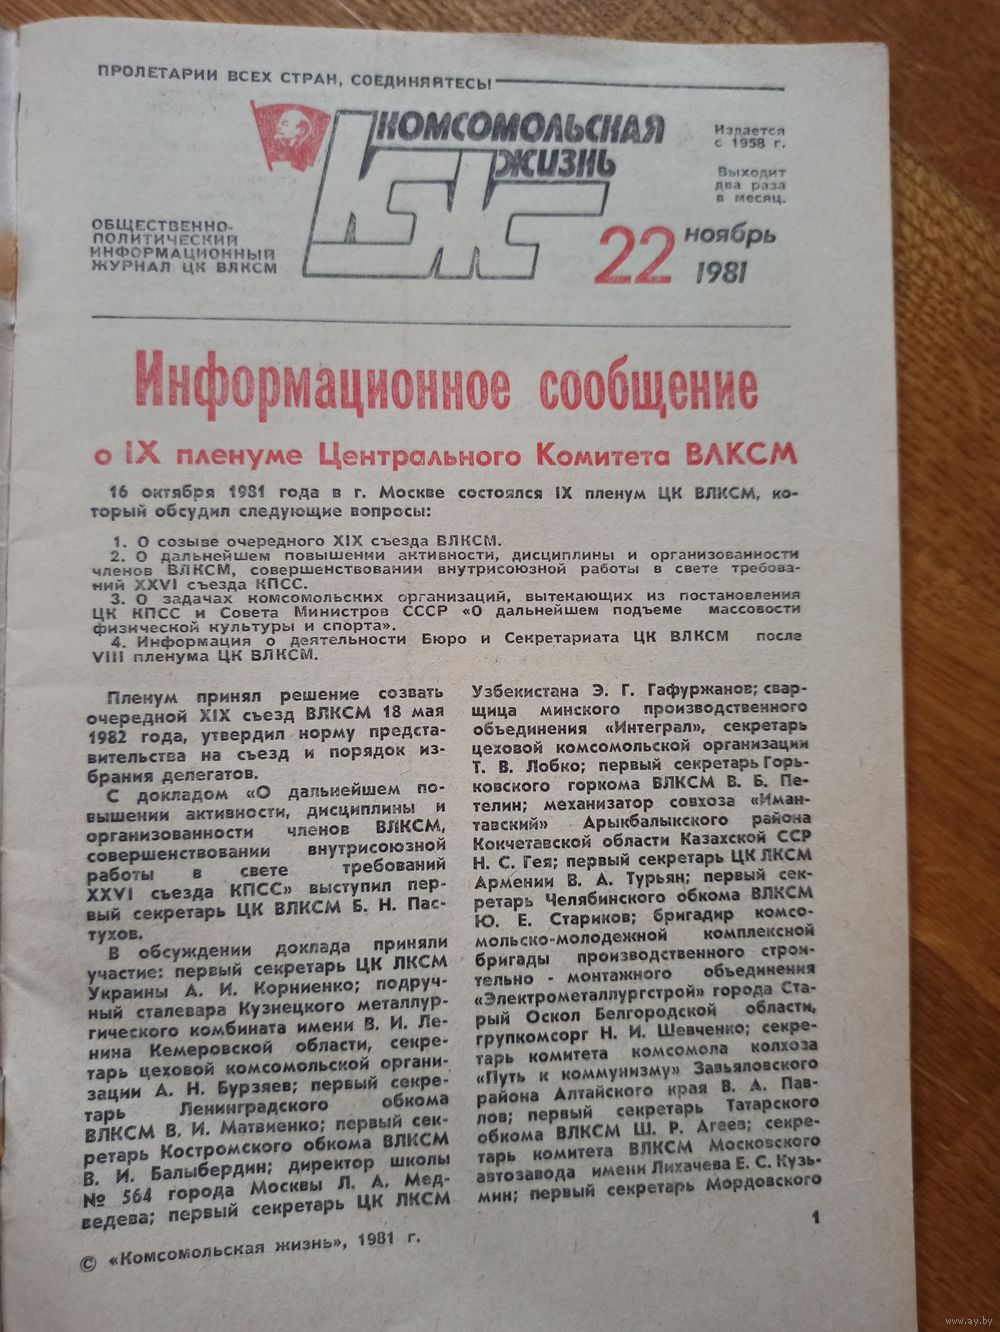 ПРОЛЕТАРИИ ВСЕХ СТРАН, СОЕДИНЯЙТЕСЬ!
КОМСОМОЛЬСКАЯ
ЖИЗНЬ
КЖ
Издается
с 1958 г.
Выходит
два раза
в месяц.
ОБЩЕСТВЕННО-
ПОЛИТИЧЕСКИЙ
ИНФОРМАЦИОННЫЙ
ЖУРНАЛ ЦК ВЛКСМ
22 ноябрь
1981
Информационное сообщение
о IX пленуме Центрального Комитета ВЛКСМ
16 октября 1981 года в г. Москве состоялся IX пленум ЦК ВЛКСМ, ко-
торый обсудил следующие вопросы:
1. О созыве очередного XIX съезда ВЛКСМ.
2. О дальнейшем повышении активности, дисциплины и организованности
членов ВЛКСМ, совершенствовании внутрисоюзной работы в свете требова-
ний XXVI съезда КПСС.
3. О задачах комсомольских организаций, вытекающих из постановления
ЦК КПСС и Совета Министров СССР «О дальнейшем подъеме массовости
физической культуры и спорта».
4. Информация о деятельности Бюро и Секретариата ЦК ВЛКСМ после
VIII пленума ЦК ВЛКСМ.
Пленум принял решение созвать
очередной XIX съезд ВЛКСМ 18 мая
1982 года, утвердил норму предста-
вительства на съезд и порядок из-
брания делегатов.
С докладом «О дальнейшем по-
вышении активности, дисциплины и
организованности членов ВЛКСМ,
совершенствовании внутрисоюзной
работы в свете требований
XXVI съезда КПСС» выступил пер-
вый секретарь ЦК ВЛКСМ Б. Н. Пас-
тухов.
В обсуждении доклада приняли
участие: первый секретарь ЦК ЛКСМ
Украины А. И. Корниенко; подруч-
ный сталевара Кузнецкого металлур-
гического комбината имени В. И. Ле-
нина Кемеровской области, секре-
тарь цеховой комсомольской органи-
зации А. Н. Бурзяев; первый секре-
тарь Ленинградского обкома
ВЛКСМ В. И. Матвиенко; первый сек-
ретарь Костромского обкома ВЛКСМ
В. И. Балыбердин; директор школы
№ 564 города Москвы Л. А. Мед-
ведева; первый секретарь ЦК ЛКСМ
Узбекистана Э. Г. Гафуржанов; свар-
щица минского производственного
объединения «Интеграл», секретарь
цеховой комсомольской организации
Т. В. Лобко; первый секретарь Горь-
ковского горкома ВЛКСМ В. Б. Пе-
телин; механизатор совхоза «Иман-
тавский» Арыкбалыкского района
Кокчетавской области Казахской ССР
Н. С. Гея; первый секретарь ЦК ЛКСМ
Армении В. А. Турьян; первый сек-
ретарь Челябинского обкома ВЛКСМ
Ю. Е. Стариков; бригадир комсо-
мольско-молодежной комплексной
бригады производственного строи-
тельно - монтажного объединения
«Электрометаллургстрой» города Ста-
рый Оскол Белгородской области,
групкомсорг Н. И. Шевченко; секре-
тарь комитета комсомола колхоза
«Путь к коммунизму» Завьяловского
района Алтайского края В. А. Пав-
лов; первый секретарь Татарского
обкома ВЛКСМ Ш. Р. Агеев; секре-
тарь комитета ВЛКСМ Московского
автозавода имени Лихачева Е. С. Кузь-
мин; первый секретарь Мордовского
© «Комсомольская жизнь», 1981 г.
1
www.ay.by